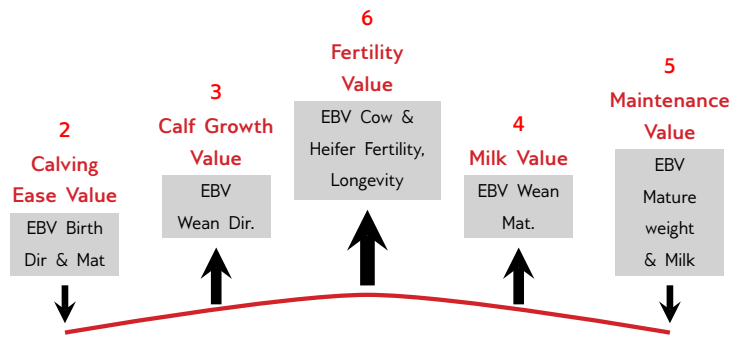 2
Calving
Ease Value
EBV Birth
Dir & Mat
3
Calf Growth
Value
EBV
Wean Dir.
6
Fertility
Value
EBV Cow &
Heifer Fertility,
Longevity
4
Milk Value
EBV Wean
Mat.
5
Maintenance
Value
EBV
Mature
weight
& Milk